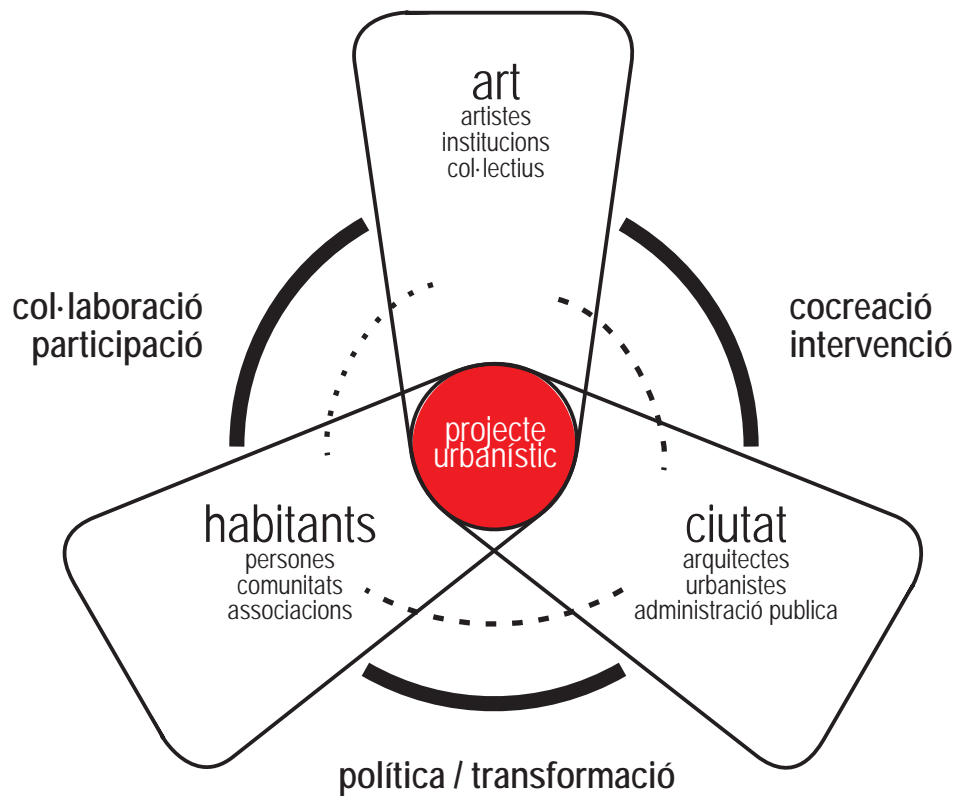 art
artistes
institucions
col·lectius
col·laboració
participació
cocreació
intervenció
projecte
urbanístic
habitants
persones
comunitats
associacions
ciutat
arquitectes
urbanistes
administració publica
política / transformació